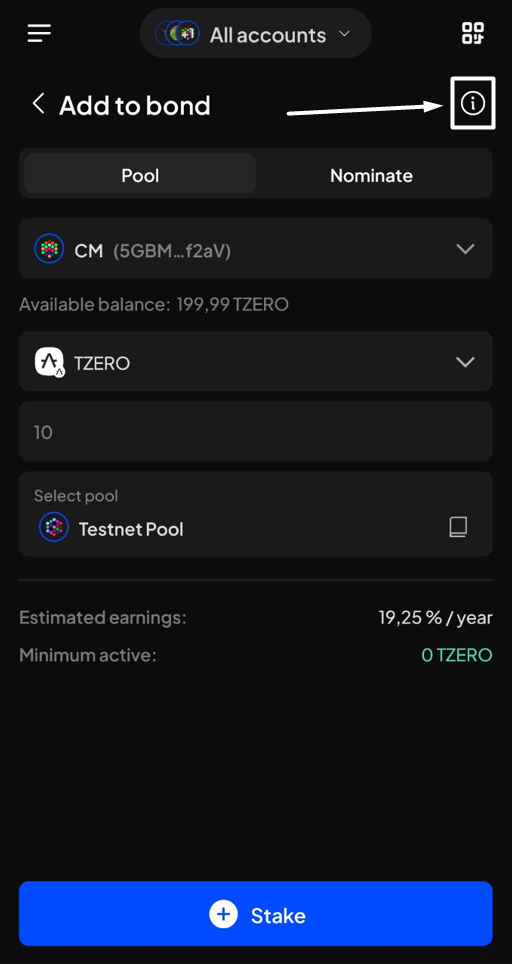 All accounts
Add to bond
Pool
Nominate
CM (5GBM...f2aV)
Available balance: 199,99 TZERO
TZERO
10
Select pool
Testnet Pool
Estimated earnings: 19,25 % / year
Minimum active: 0 TZERO
Stake